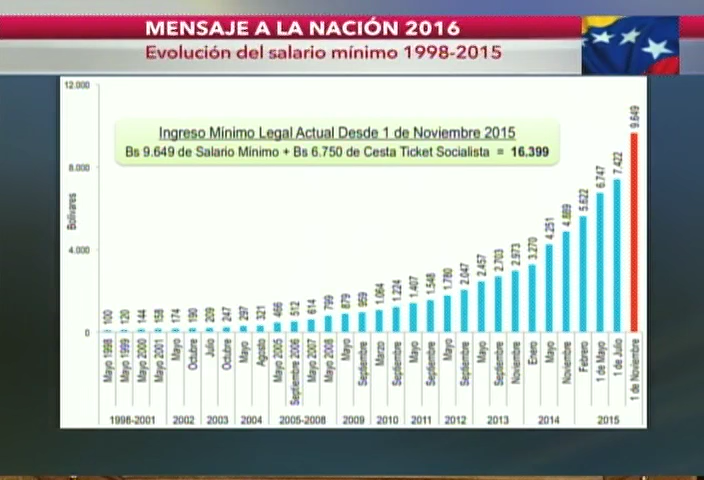 MENSAJE A LA NACIÓN 2016
Evolución del salario mínimo 1998-2015
12.000
8.000
4.000
0
Bolívares
Ingreso Mínimo Legal Actual Desde 1 de Noviembre 2015
Bs 9.649 de Salario Mínimo + Bs 6.750 de Cesta Ticket Socialista = 16.399
100
120
144
158
174
190
209
247
297
321
466
512
614
799
879
959
1.064
1.224
1.407
1.548
1.780
2.047
2.457
2.703
2.973
3.270
4.251
4.889
5.622
6.747
7.422
9.649
Mayo 1998
Mayo 1999
Mayo 2000
Mayo 2001
Mayo
Octubre
Julio
Octubre
Mayo
Agosto
Mayo 2005
Septiembre 2006
Mayo 2007
Mayo 2008
Mayo
Septiembre
Marzo
Septiembre
Mayo
Septiembre
Mayo
Septiembre
Mayo
Septiembre
Noviembre
Enero
Mayo
Noviembre
Febrero
1 de Mayo
1 de Julio
1 de Noviembre
1998-2001
2002
2003
2004
2005-2008
2009
2010
2011
2012
2013
2014
2015